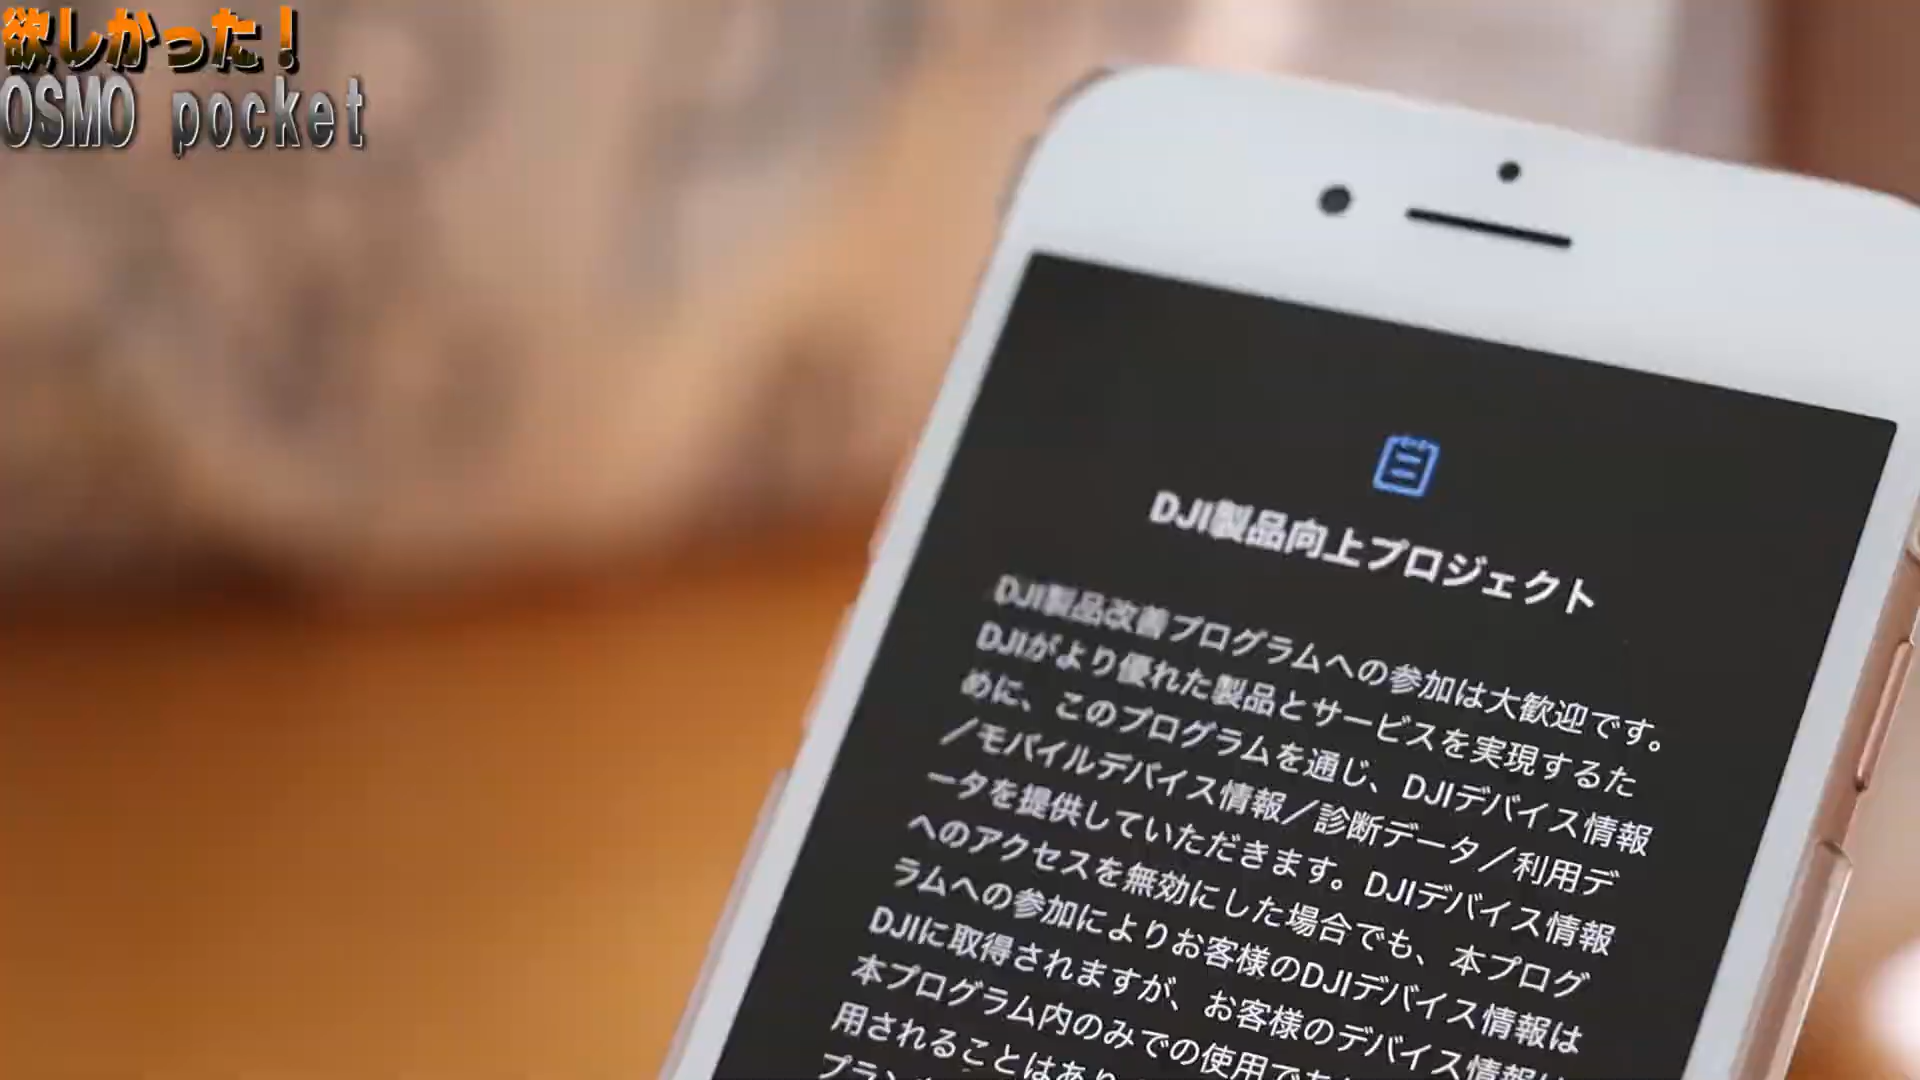 欲しかった！
OSMO pocket
DJI製品向上プロジェクト
DJI製品改善プログラムへの参加は大歓迎です。
DJIがより優れた製品とサービスを実現するた
めに、このプログラムを通じ、DJIデバイス情報
／モバイルデバイス情報／診断データ／利用デ
ータを提供していただきます。DJIデバイス情報
へのアクセスを無効にした場合でも、本プログ
ラムへの参加によりお客様のDJIデバイス情報は
DJIに取得されますが、お客様のデバイス情報は
本プログラム内のみでの使用で
用されることはあり
プラン